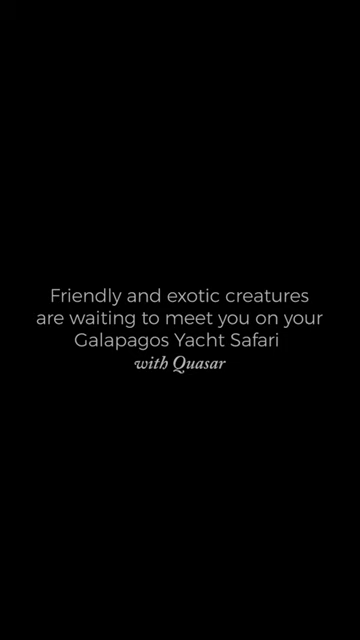 Friendly and exotic creatures
are waiting to meet you on your
Galapagos Yacht Safari
with Quasar